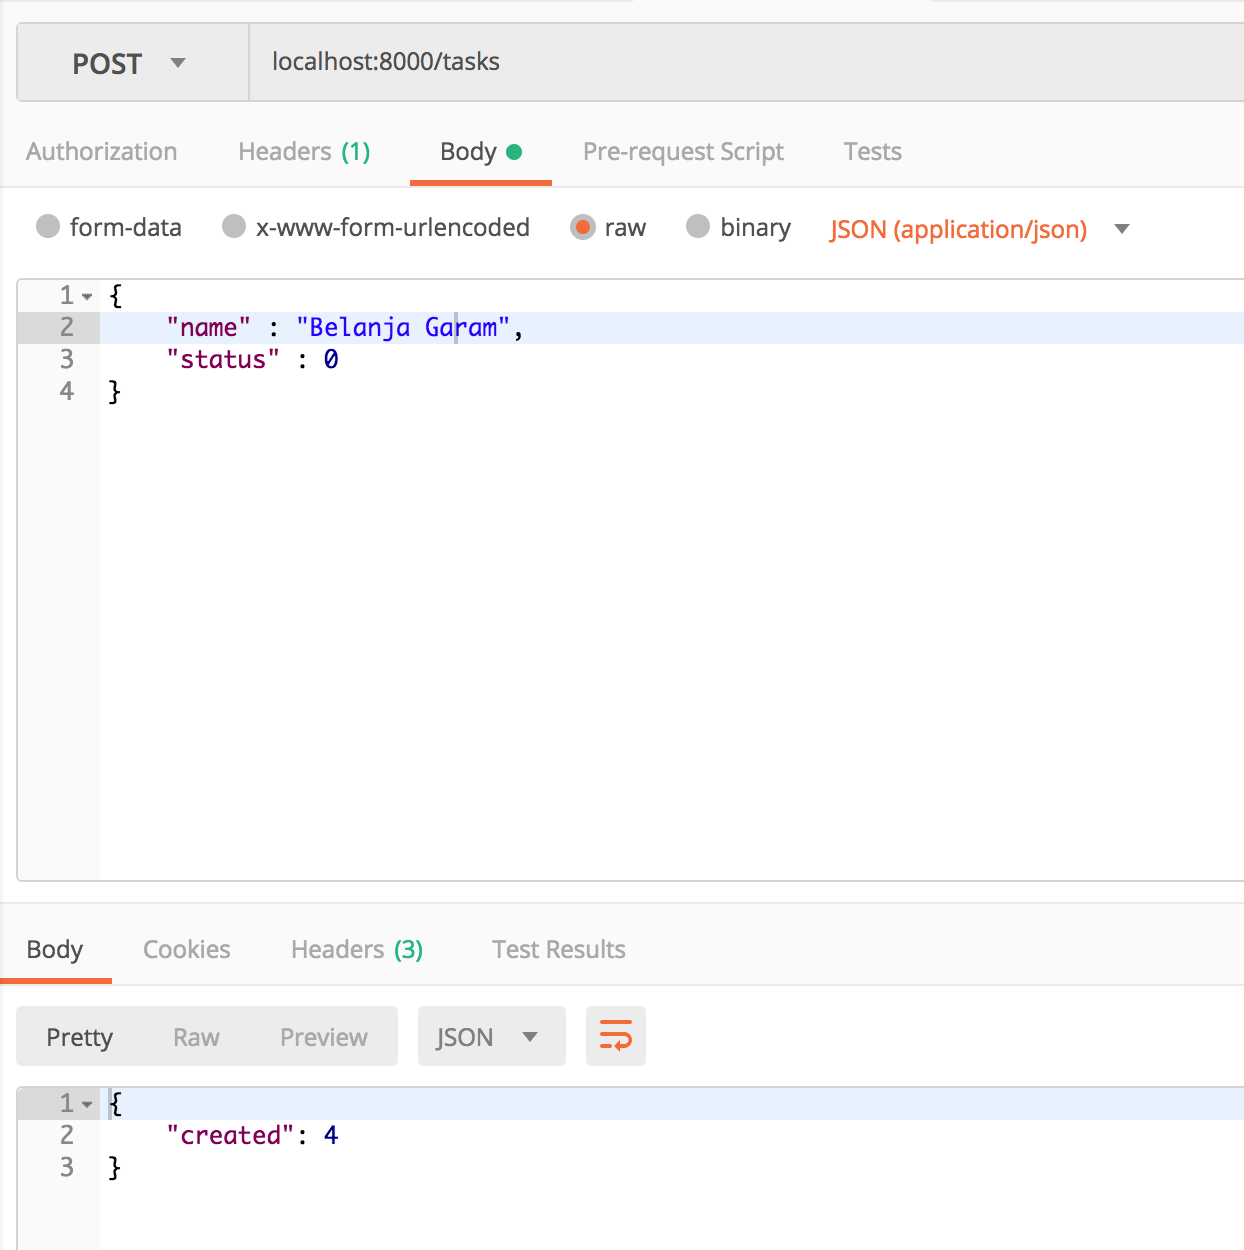 POST localhost:8000/tasks
Authorization Headers (1) Body Pre-request Script Tests
form-data x-www-form-urlencoded raw binary JSON (application/json)
1 {
2 "name" : "Belanja Garam",
3 "status" : 0
4 }
Body Cookies Headers (3) Test Results
Pretty Raw Preview JSON
1 {
2 "created": 4
3 }